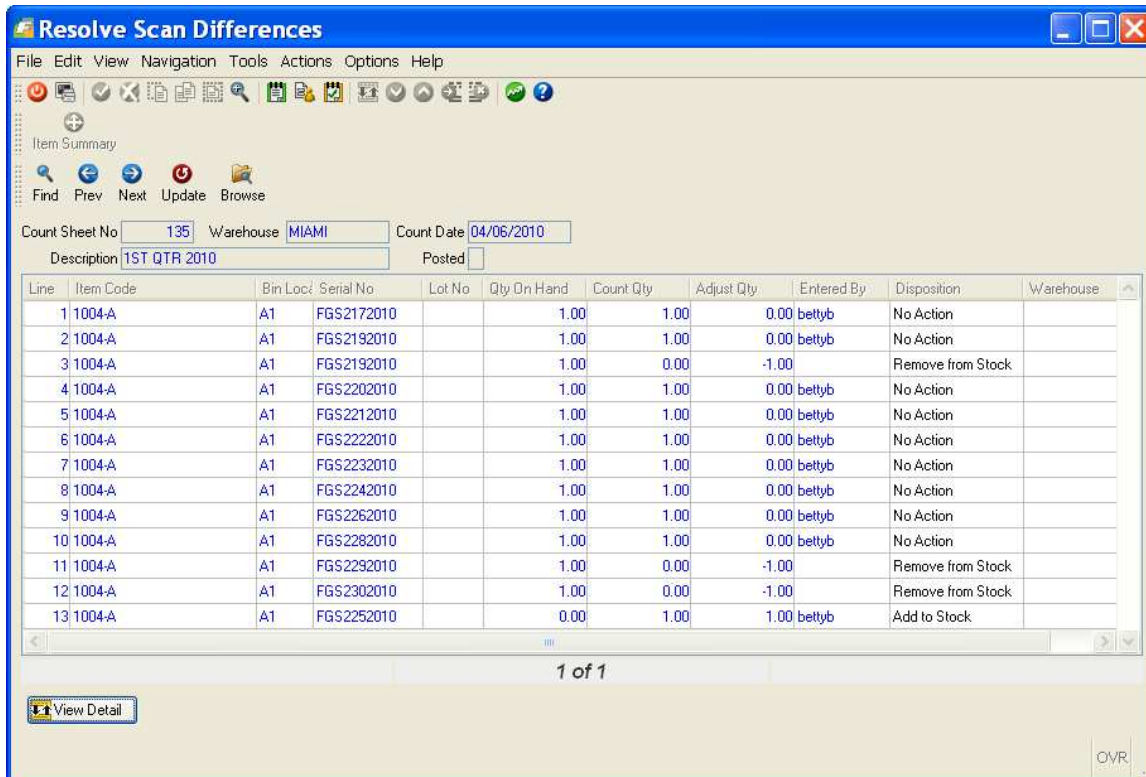 Resolve Scan Differences
File Edit View Navigation Tools Actions Options Help
Item Summary
Find Prev Next Update Browse
Count Sheet No 135 Warehouse MIAMI Count Date 04/06/2010
Description 1ST QTR 2010 Posted
Line Item Code Bin Loca Serial No Lot No Qty On Hand Count Qty Adjust Qty Entered By Disposition Warehouse
1 1004-A A1 FGS2172010 1.00 1.00 0.00 bettyb No Action
2 1004-A A1 FGS2192010 1.00 1.00 0.00 bettyb No Action
3 1004-A A1 FGS2192010 1.00 0.00 -1.00 Remove from Stock
4 1004-A A1 FGS2202010 1.00 1.00 0.00 bettyb No Action
5 1004-A A1 FGS2212010 1.00 1.00 0.00 bettyb No Action
6 1004-A A1 FGS2222010 1.00 1.00 0.00 bettyb No Action
7 1004-A A1 FGS2232010 1.00 1.00 0.00 bettyb No Action
8 1004-A A1 FGS2242010 1.00 1.00 0.00 bettyb No Action
9 1004-A A1 FGS2262010 1.00 1.00 0.00 bettyb No Action
10 1004-A A1 FGS2282010 1.00 1.00 0.00 bettyb No Action
11 1004-A A1 FGS2292010 1.00 0.00 -1.00 Remove from Stock
12 1004-A A1 FGS2302010 1.00 0.00 -1.00 Remove from Stock
13 1004-A A1 FGS2252010 0.00 1.00 1.00 bettyb Add to Stock
1 of 1
View Detail
OVR